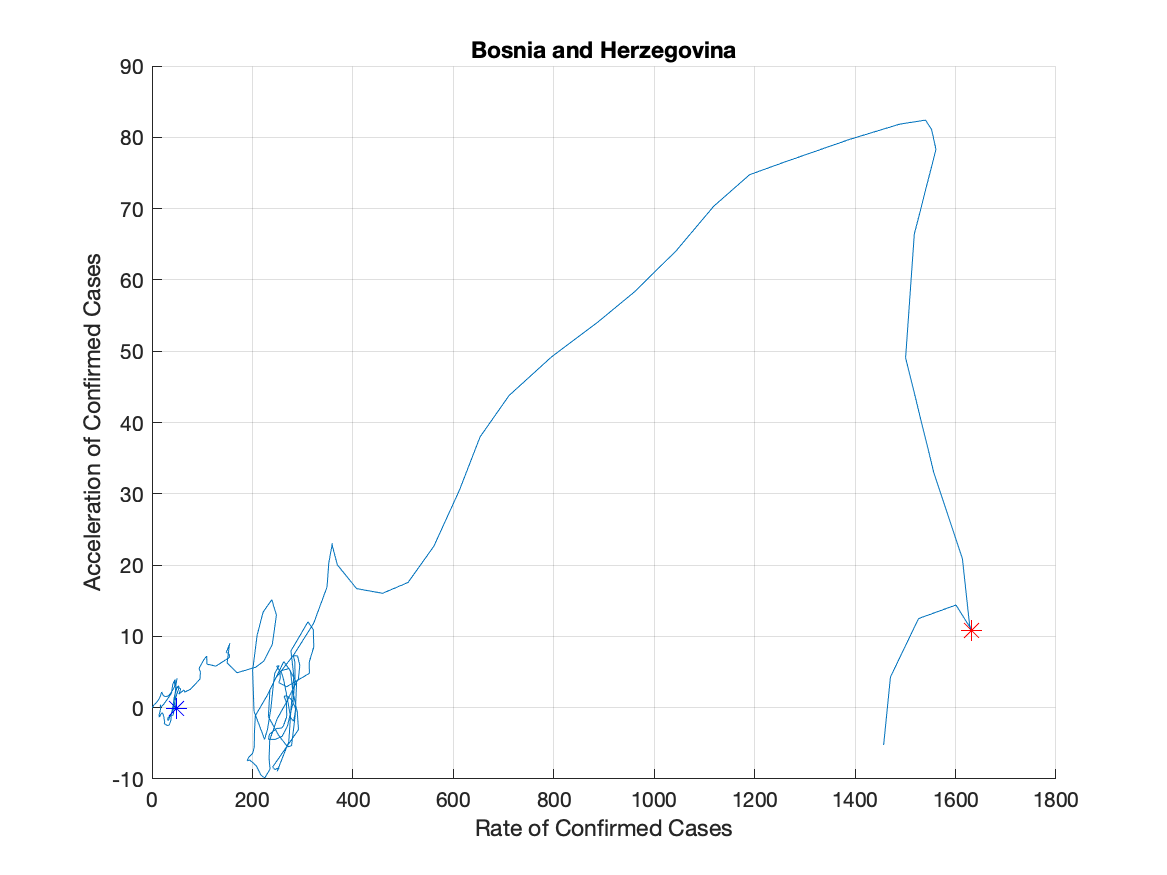 Bosnia and Herzegovina
90
80
70
60
50
40
30
20
10
0
-10
Acceleration of Confirmed Cases
0 200 400 600 800 1000 1200 1400 1600 1800
Rate of Confirmed Cases